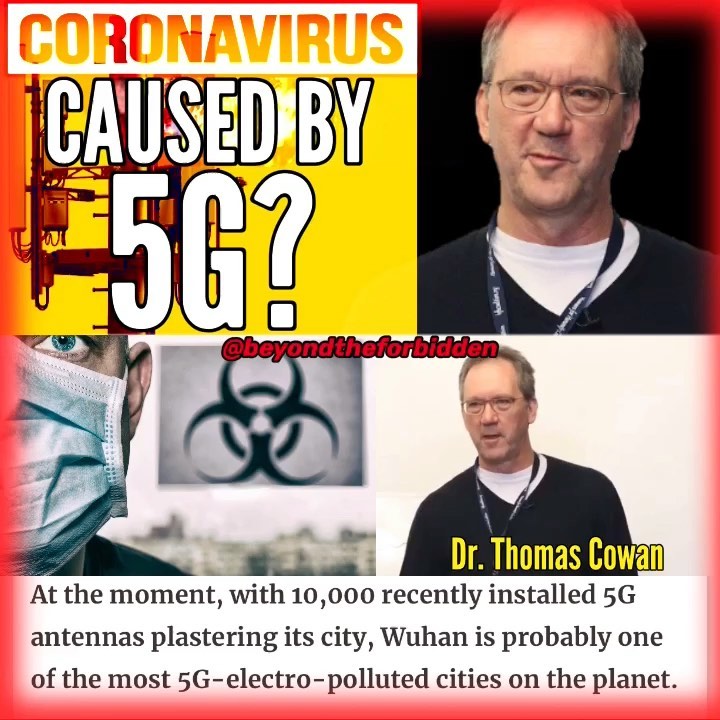 CORONAVIRUS
CAUSED BY
5G?
@beyondtheforbidden
Dr. Thomas Cowan
At the moment, with 10,000 recently installed 5G
antennas plastering its city, Wuhan is probably one
of the most 5G-electro-polluted cities on the planet.